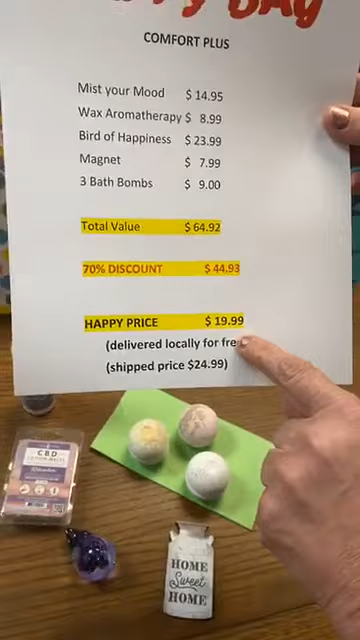 DAY
COMFORT PLUS
Mist your Mood $ 14.95
Wax Aromatherapy $ 8.99
Bird of Happiness $ 23.99
Magnet $ 7.99
3 Bath Bombs $ 9.00
Total Value $ 64.92
70% DISCOUNT $ 44.93
HAPPY PRICE $ 19.99
(delivered locally for fre
(shipped price $24.99)
CBD
HOME
Sweet
HOME